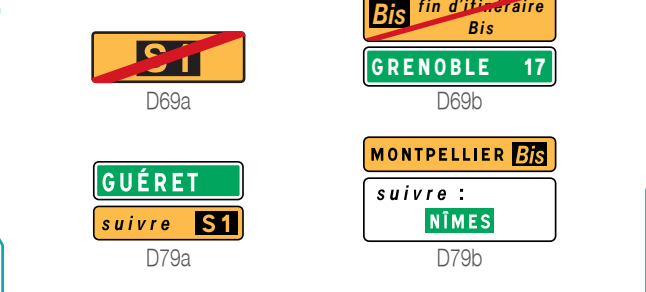 S1
D69a
Bis fin d'itinéraire
Bis
GRENOBLE 17
D69b
GUÉRET
suivre S1
D79a
MONTPELLIER Bis
suivre :
NÎMES
D79b